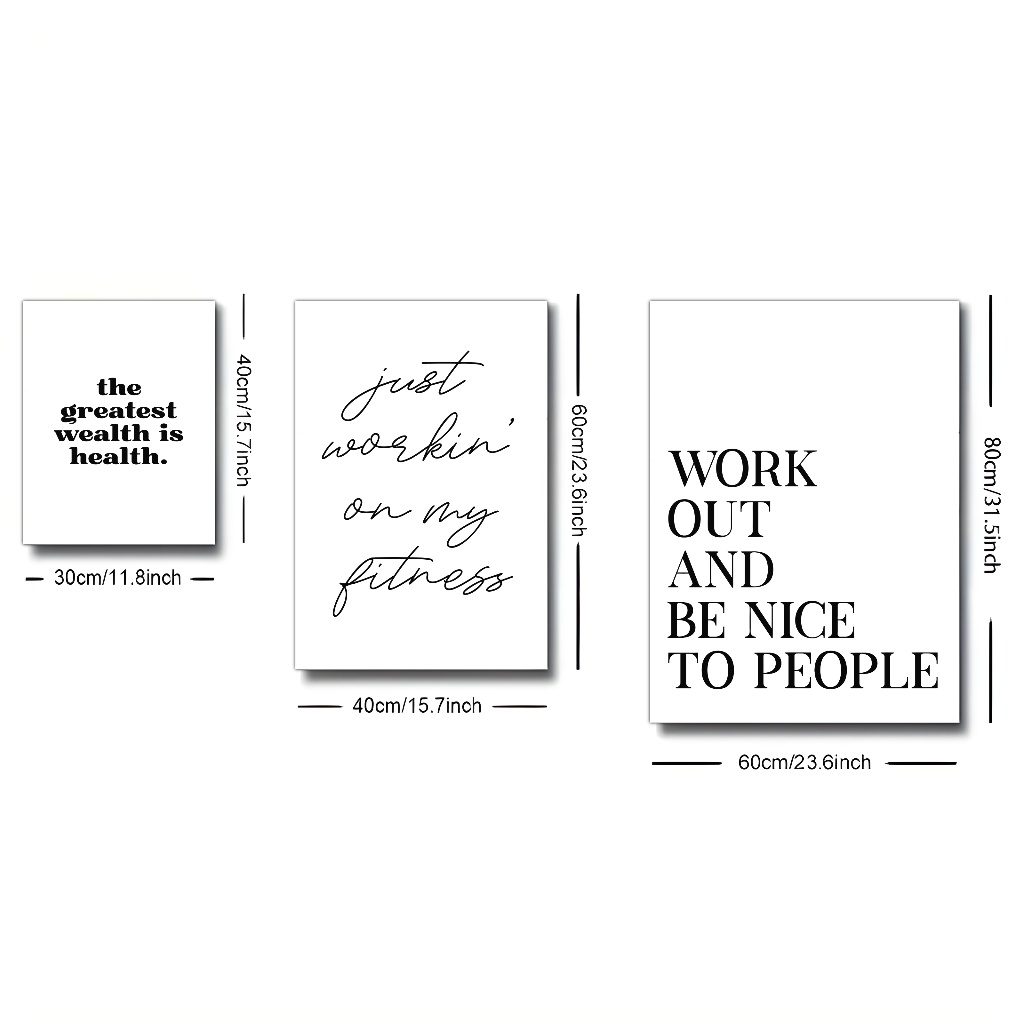 the
greatest
wealth is
health.
40cm/15.7inch
30cm/11.8inch
just
workin'
on my
fitness
60cm/23.6inch
40cm/15.7inch
WORK
OUT
AND
BE NICE
TO PEOPLE
80cm/31.5inch
60cm/23.6inch